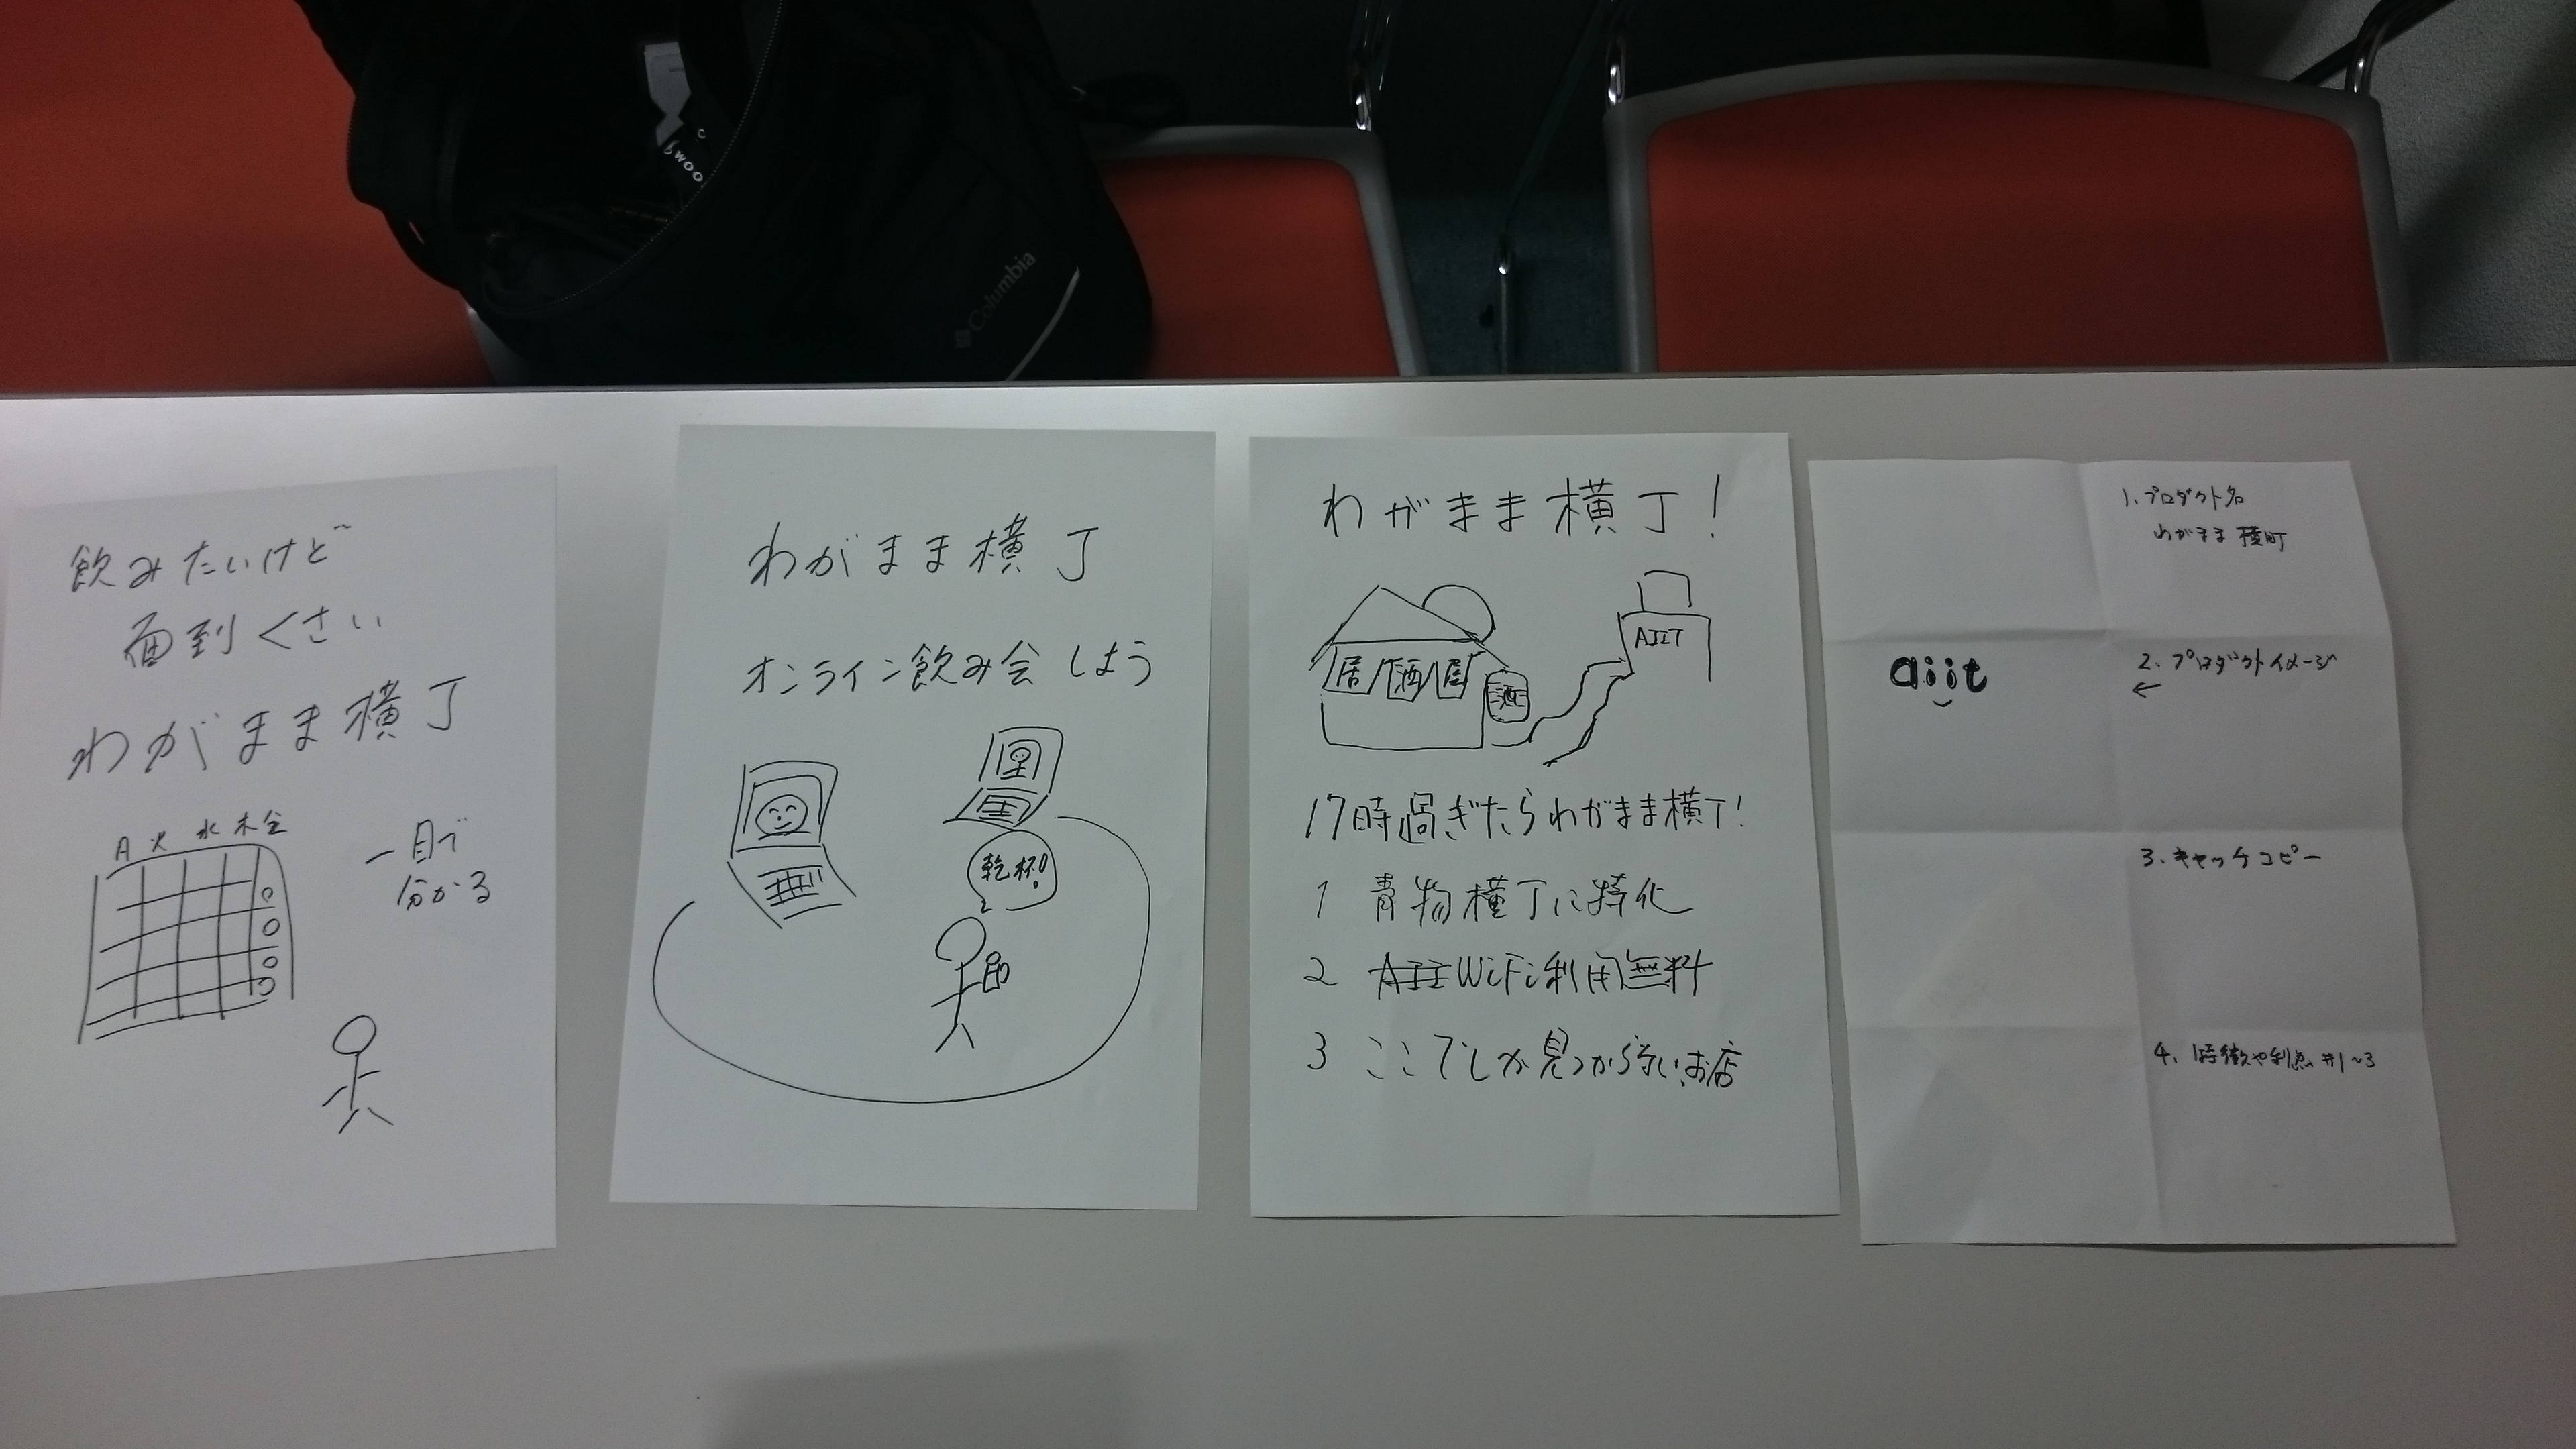 Columbia
飲みたいけど
面到くさい
わがまま横丁
月 火 水 木 金
一目で
分かる
わがまま横丁
オンライン飲み会しよう
乾杯!
わがまま横丁!
AIIT
居酒屋
酒
17時過ぎたらわがまま横丁!
1 青物横丁に特化
2 AIIT WiFi利用無料
3 ここでしか見つからないお店
1. プロダクト名
わがまま横町
aiit
2. プロダクトイメージ
←
3. キャッチコピー
4. 特徴や利点 #1~3